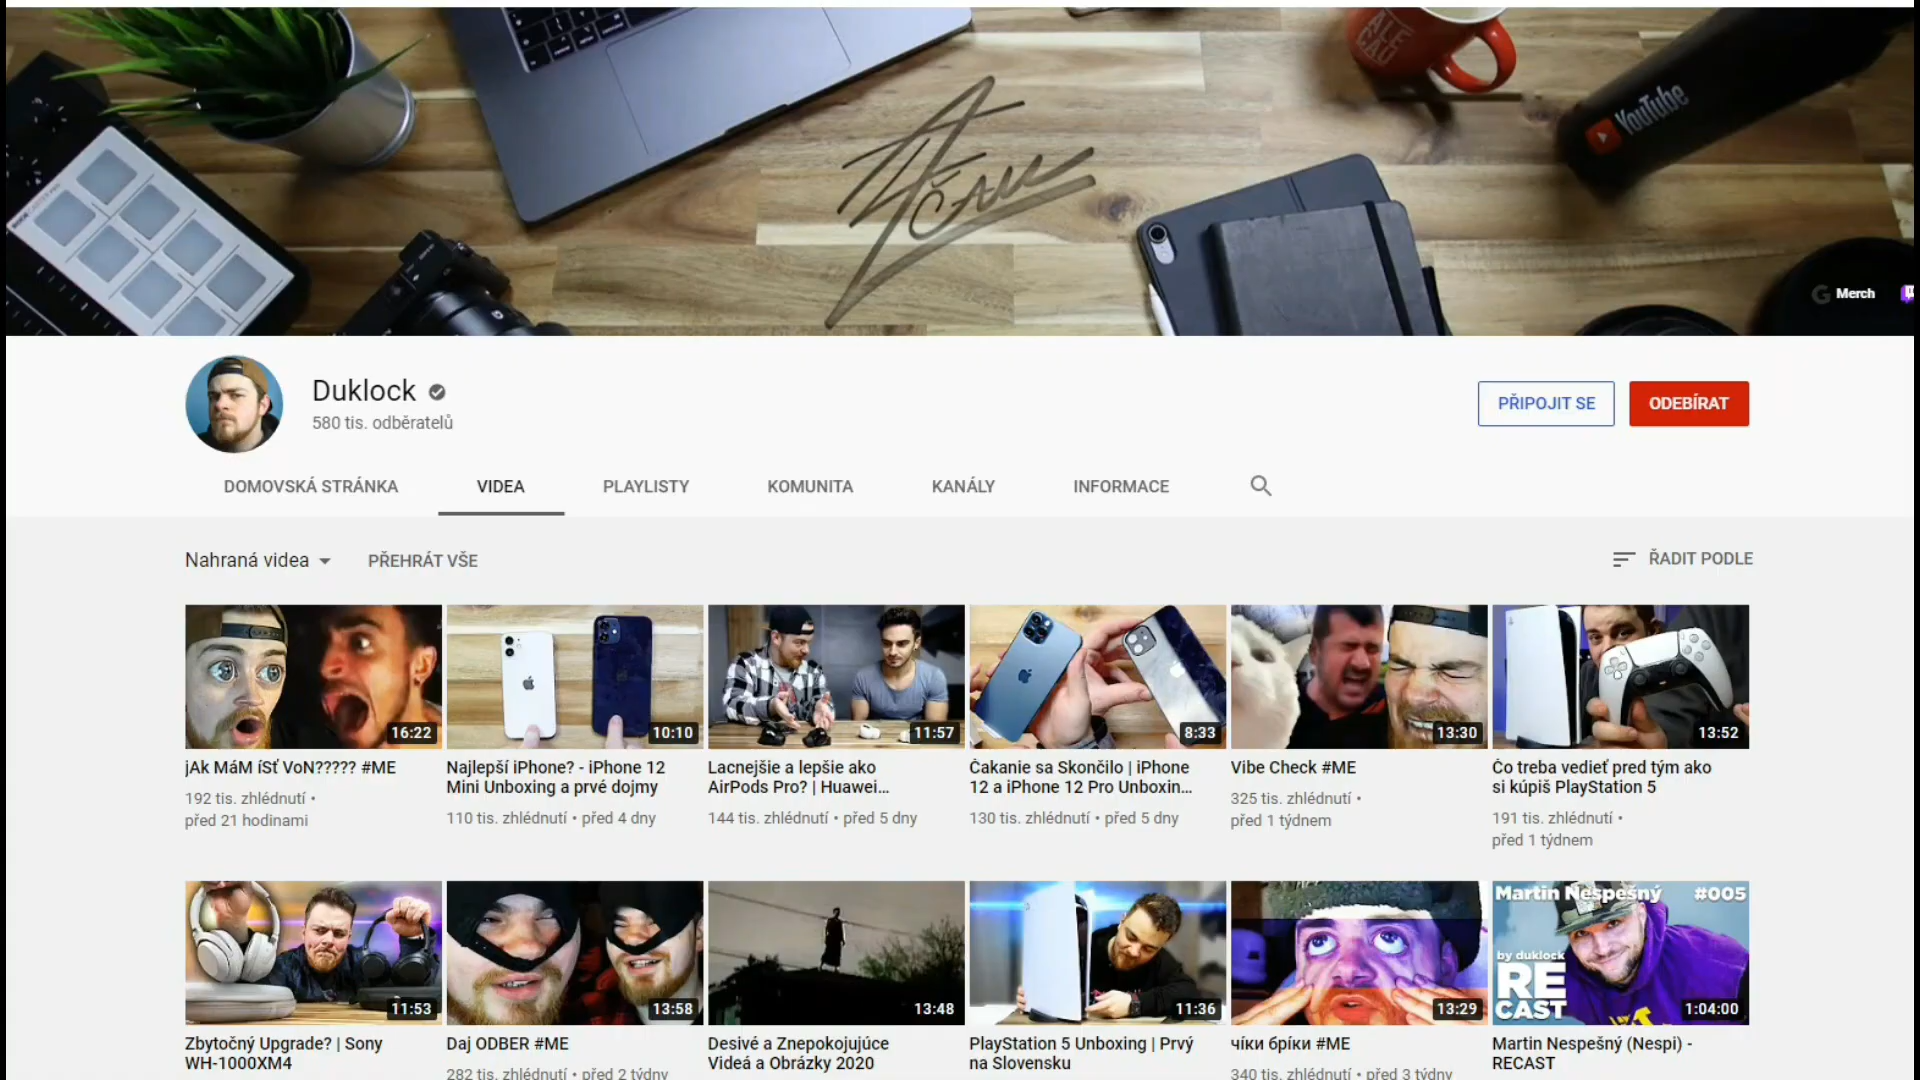 ALE
ČAU
YouTube
AČAU
Merch
Duklock
580 tis. odběratelů
PŘIPOJIT SE
ODEBÍRAT
DOMOVSKÁ STRÁNKA
VIDEA
PLAYLISTY
KOMUNITA
KANÁLY
INFORMACE
Nahraná videa
PŘEHRÁT VŠE
ŘADIT PODLE
16:22
10:10
11:57
8:33
13:30
13:52
jAk MáM íSť VoN????? #ME
192 tis. zhlédnutí •
před 21 hodinami
Najlepší iPhone? - iPhone 12
Mini Unboxing a prvé dojmy
110 tis. zhlédnutí • před 4 dny
Lacnejšie a lepšie ako
AirPods Pro? | Huawei...
144 tis. zhlédnutí • před 5 dny
Čakanie sa Skončilo | iPhone
12 a iPhone 12 Pro Unboxin...
130 tis. zhlédnutí • před 5 dny
Vibe Check #ME
325 tis. zhlédnutí •
před 1 týdnem
Čo treba vedieť pred tým ako
si kúpiš PlayStation 5
191 tis. zhlédnutí •
před 1 týdnem
11:53
13:58
13:48
11:36
13:29
Martin Nespešný #005
by duklock
RE
CAST
1:04:00
Zbytočný Upgrade? | Sony
WH-1000XM4
Daj ODBER #ME
282 tis. zhlédnutí • před 2 týdny
Desivé a Znepokojujúce
Videá a Obrázky 2020
PlayStation 5 Unboxing | Prvý
na Slovensku
чіки бріки #ME
340 tis. zhlédnutí • před 3 týdny
Martin Nespešný (Nespi) -
RECAST